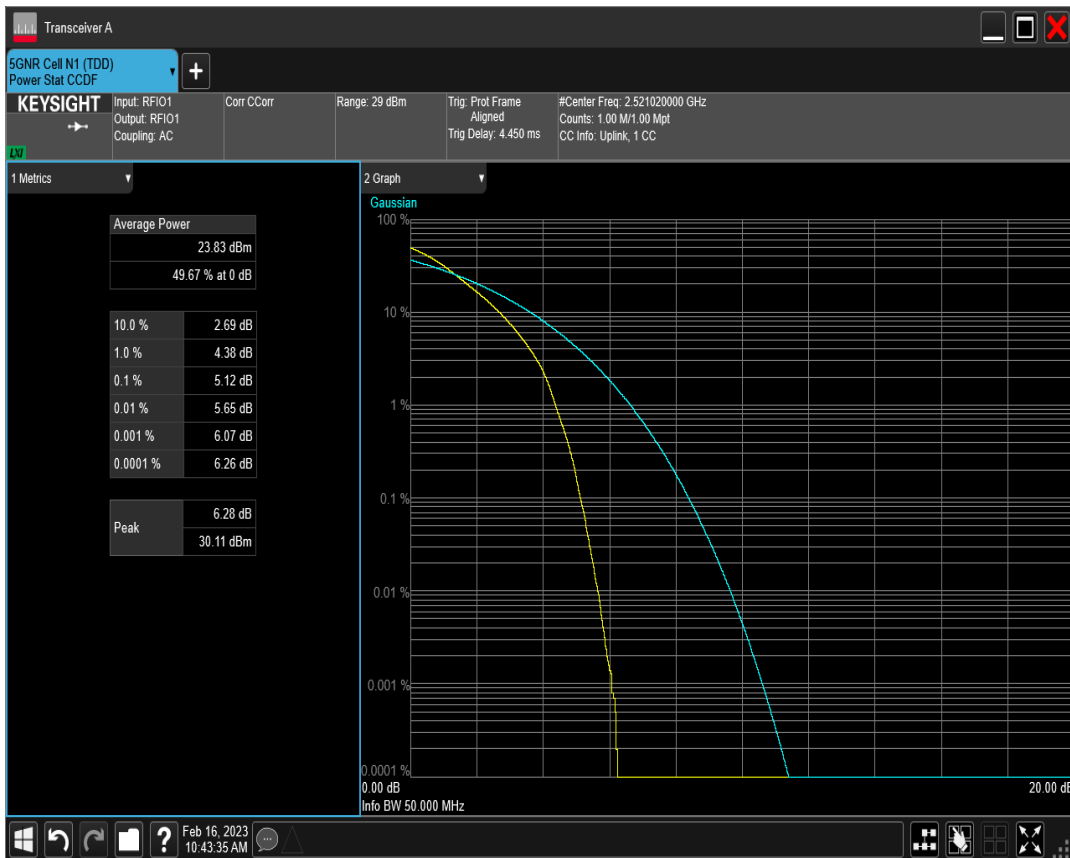 Transceiver A
5GNR Cell N1 (TDD)
Power Stat CCDF
+
KEYSIGHT
LXI
Input: RFIO1
Output: RFIO1
Coupling: AC
Corr CCorr
Range: 29 dBm
Trig: Prot Frame
Aligned
Trig Delay: 4.450 ms
#Center Freq: 2.521020000 GHz
Counts: 1.00 M/1.00 Mpt
CC Info: Uplink, 1 CC
1 Metrics
Average Power
23.83 dBm
49.67 % at 0 dB
10.0 % 2.69 dB
1.0 % 4.38 dB
0.1 % 5.12 dB
0.01 % 5.65 dB
0.001 % 6.07 dB
0.0001 % 6.26 dB
Peak 6.28 dB
30.11 dBm
2 Graph
Gaussian
100 %
10 %
1 %
0.1 %
0.01 %
0.001 %
0.0001 %
0.00 dB 20.00 dB
Info BW 50.000 MHz
?
Feb 16, 2023
10:43:35 AM